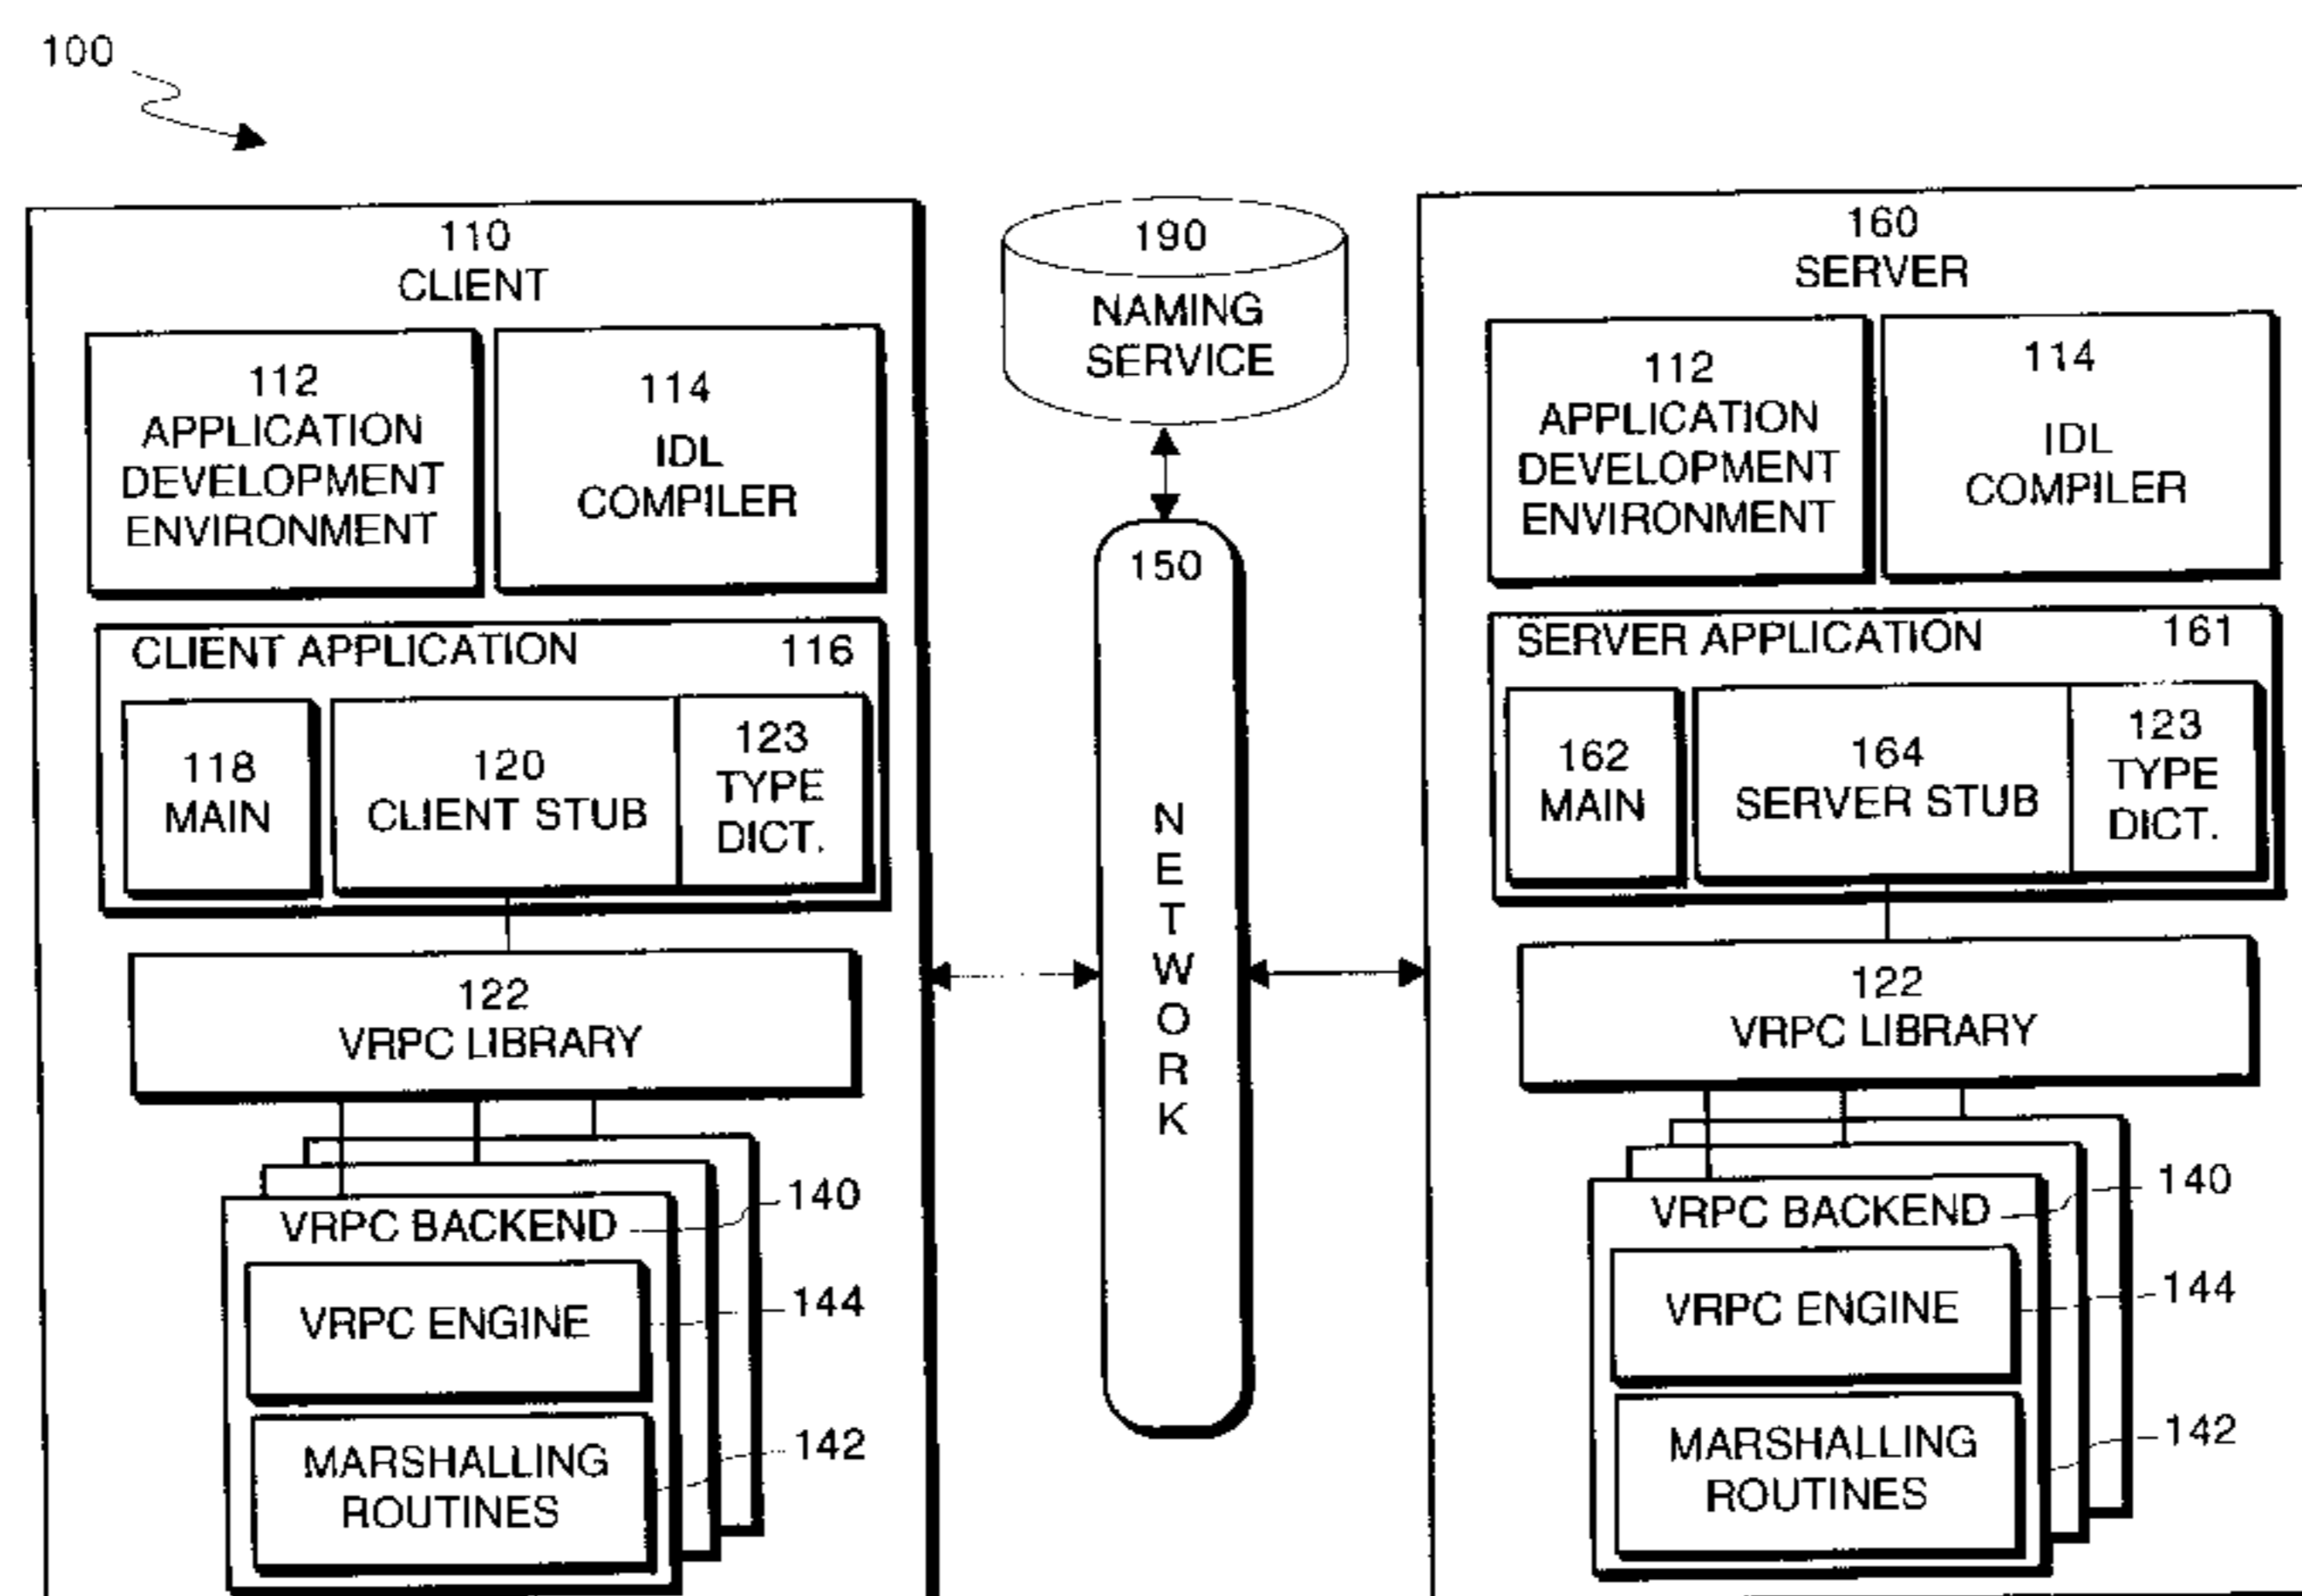 100
110
CLIENT
112
APPLICATION
DEVELOPMENT
ENVIRONMENT
114
IDL
COMPILER
CLIENT APPLICATION 116
118
MAIN
120
CLIENT STUB
123
TYPE
DICT.
122
VRPC LIBRARY
VRPC BACKEND 140
VRPC ENGINE 144
MARSHALLING
ROUTINES
142
190
NAMING
SERVICE
150
NETWORK
160
SERVER
112
APPLICATION
DEVELOPMENT
ENVIRONMENT
114
IDL
COMPILER
SERVER APPLICATION 161
162
MAIN
164
SERVER STUB
123
TYPE
DICT.
122
VRPC LIBRARY
VRPC BACKEND 140
VRPC ENGINE 144
MARSHALLING
ROUTINES
142